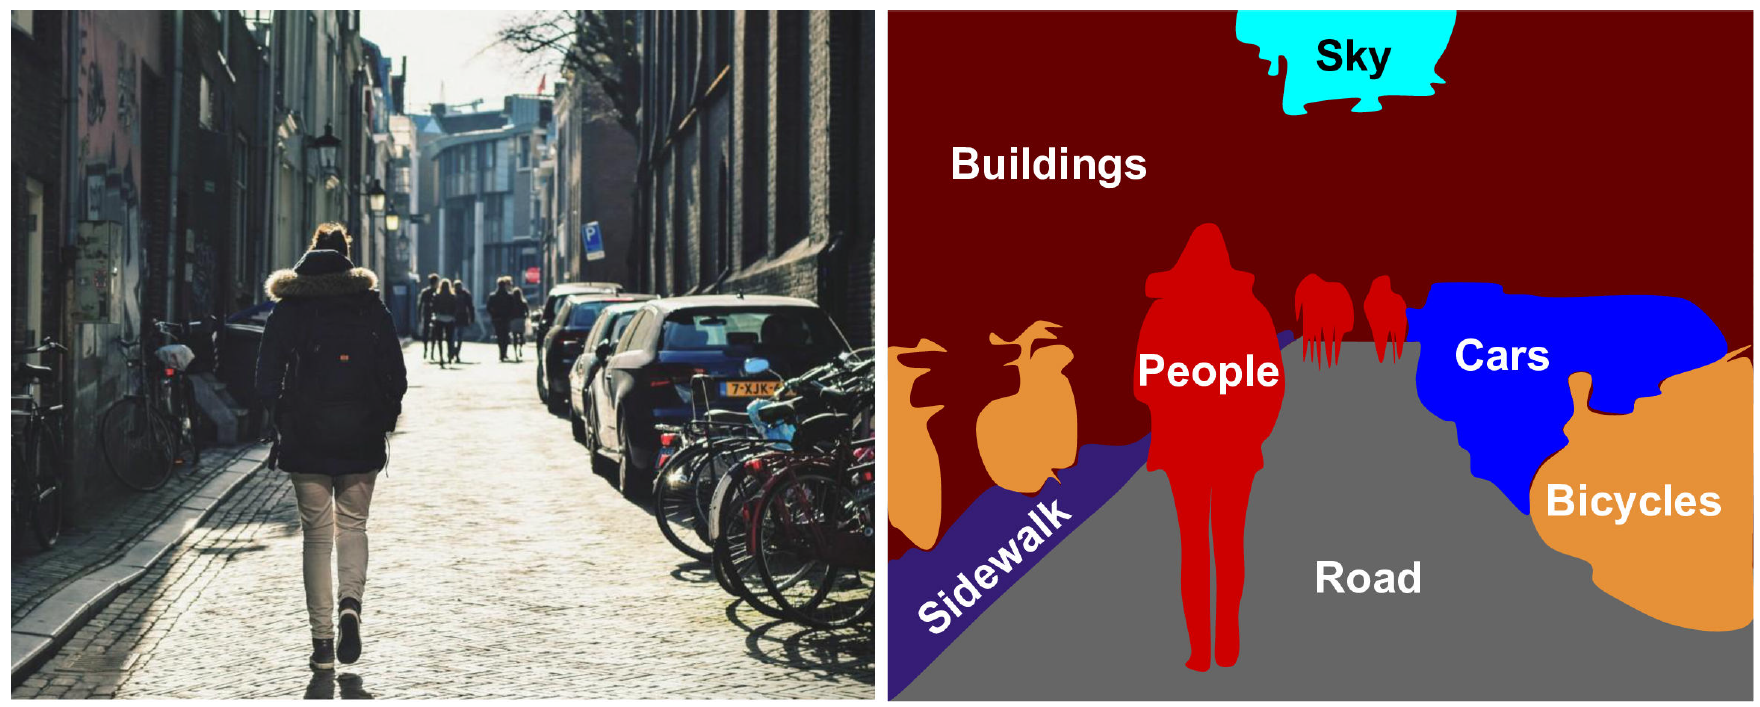 P
7-XJK-
Sky
Buildings
People
Cars
Bicycles
Sidewalk
Road